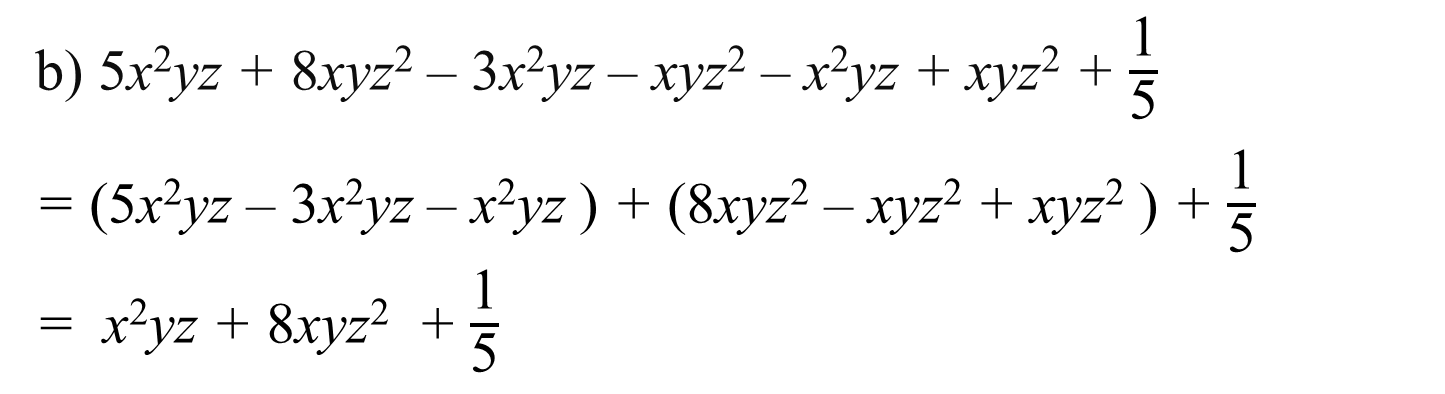 b) 5x²yz + 8xyz² – 3x²yz – xyz² – x²yz + xyz² + 1/5
= (5x²yz – 3x²yz – x²yz ) + (8xyz² – xyz² + xyz² ) + 1/5
= x²yz + 8xyz² + 1/5